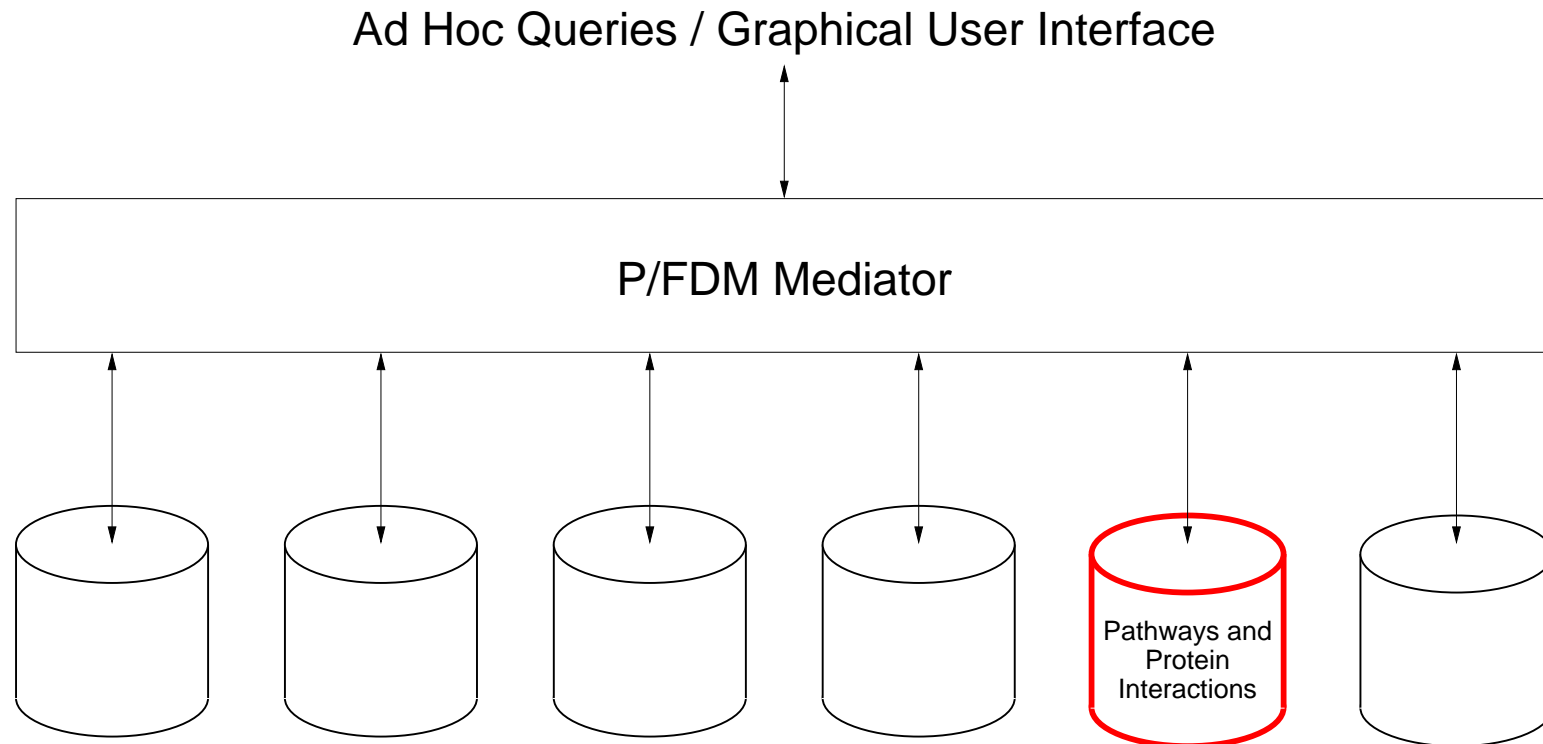 Ad Hoc Queries / Graphical User Interface
P/FDM Mediator
Pathways and
Protein
Interactions